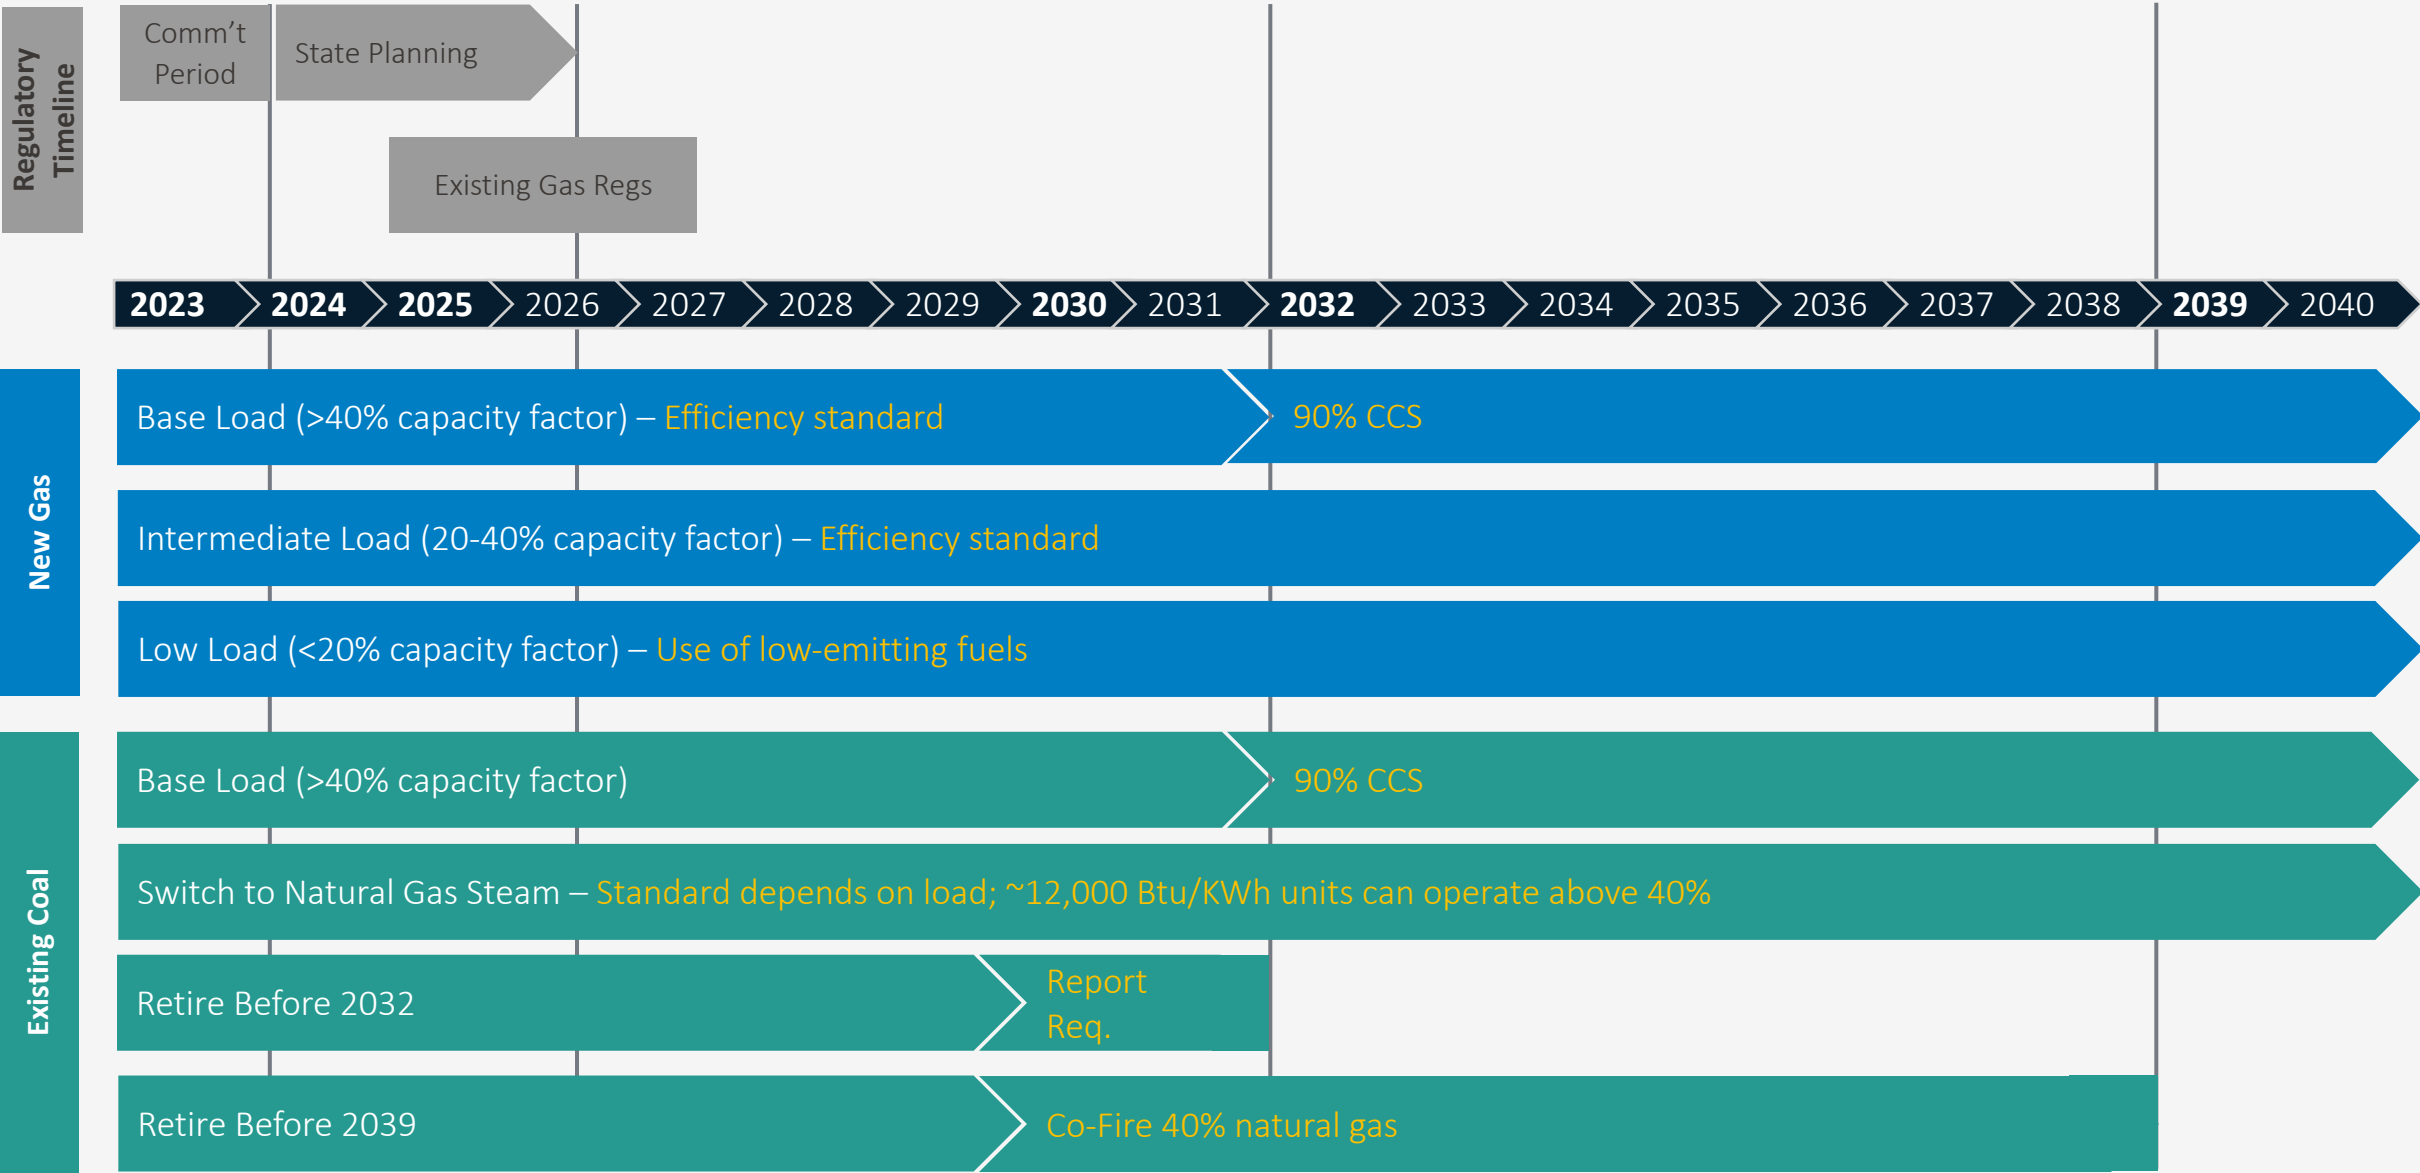 Regulatory
Timeline
Comm’t
Period
State Planning
Existing Gas Regs
2023 2024 2025 2026 2027 2028 2029 2030 2031 2032 2033 2034 2035 2036 2037 2038 2039 2040
New Gas
Base Load (>40% capacity factor) – Efficiency standard
90% CCS
Intermediate Load (20-40% capacity factor) – Efficiency standard
Low Load (<20% capacity factor) – Use of low-emitting fuels
Existing Coal
Base Load (>40% capacity factor)
90% CCS
Switch to Natural Gas Steam – Standard depends on load; ~12,000 Btu/KWh units can operate above 40%
Retire Before 2032
Report
Req.
Retire Before 2039
Co-Fire 40% natural gas